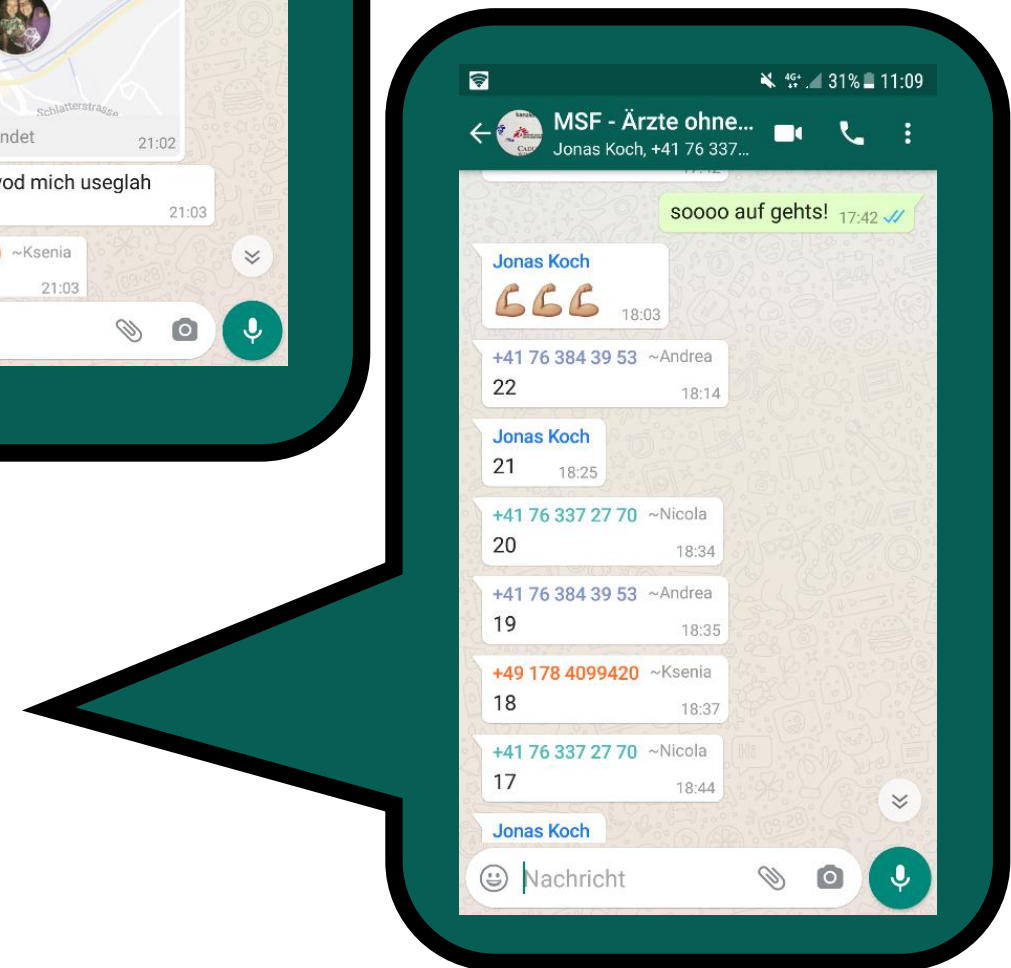 Schlatterstrasse
ndet 21:02
vod mich useglah
21:03
~Ksenia
21:03
4G+ 31% 11:09
MSF - Ärzte ohne...
Jonas Koch, +41 76 337...
17:42
soooo auf gehts! 17:42
Jonas Koch
18:03
+41 76 384 39 53 ~Andrea
22 18:14
Jonas Koch
21 18:25
+41 76 337 27 70 ~Nicola
20 18:34
+41 76 384 39 53 ~Andrea
19 18:35
+49 178 4099420 ~Ksenia
18 18:37
+41 76 337 27 70 ~Nicola
17 18:44
Jonas Koch
Nachricht